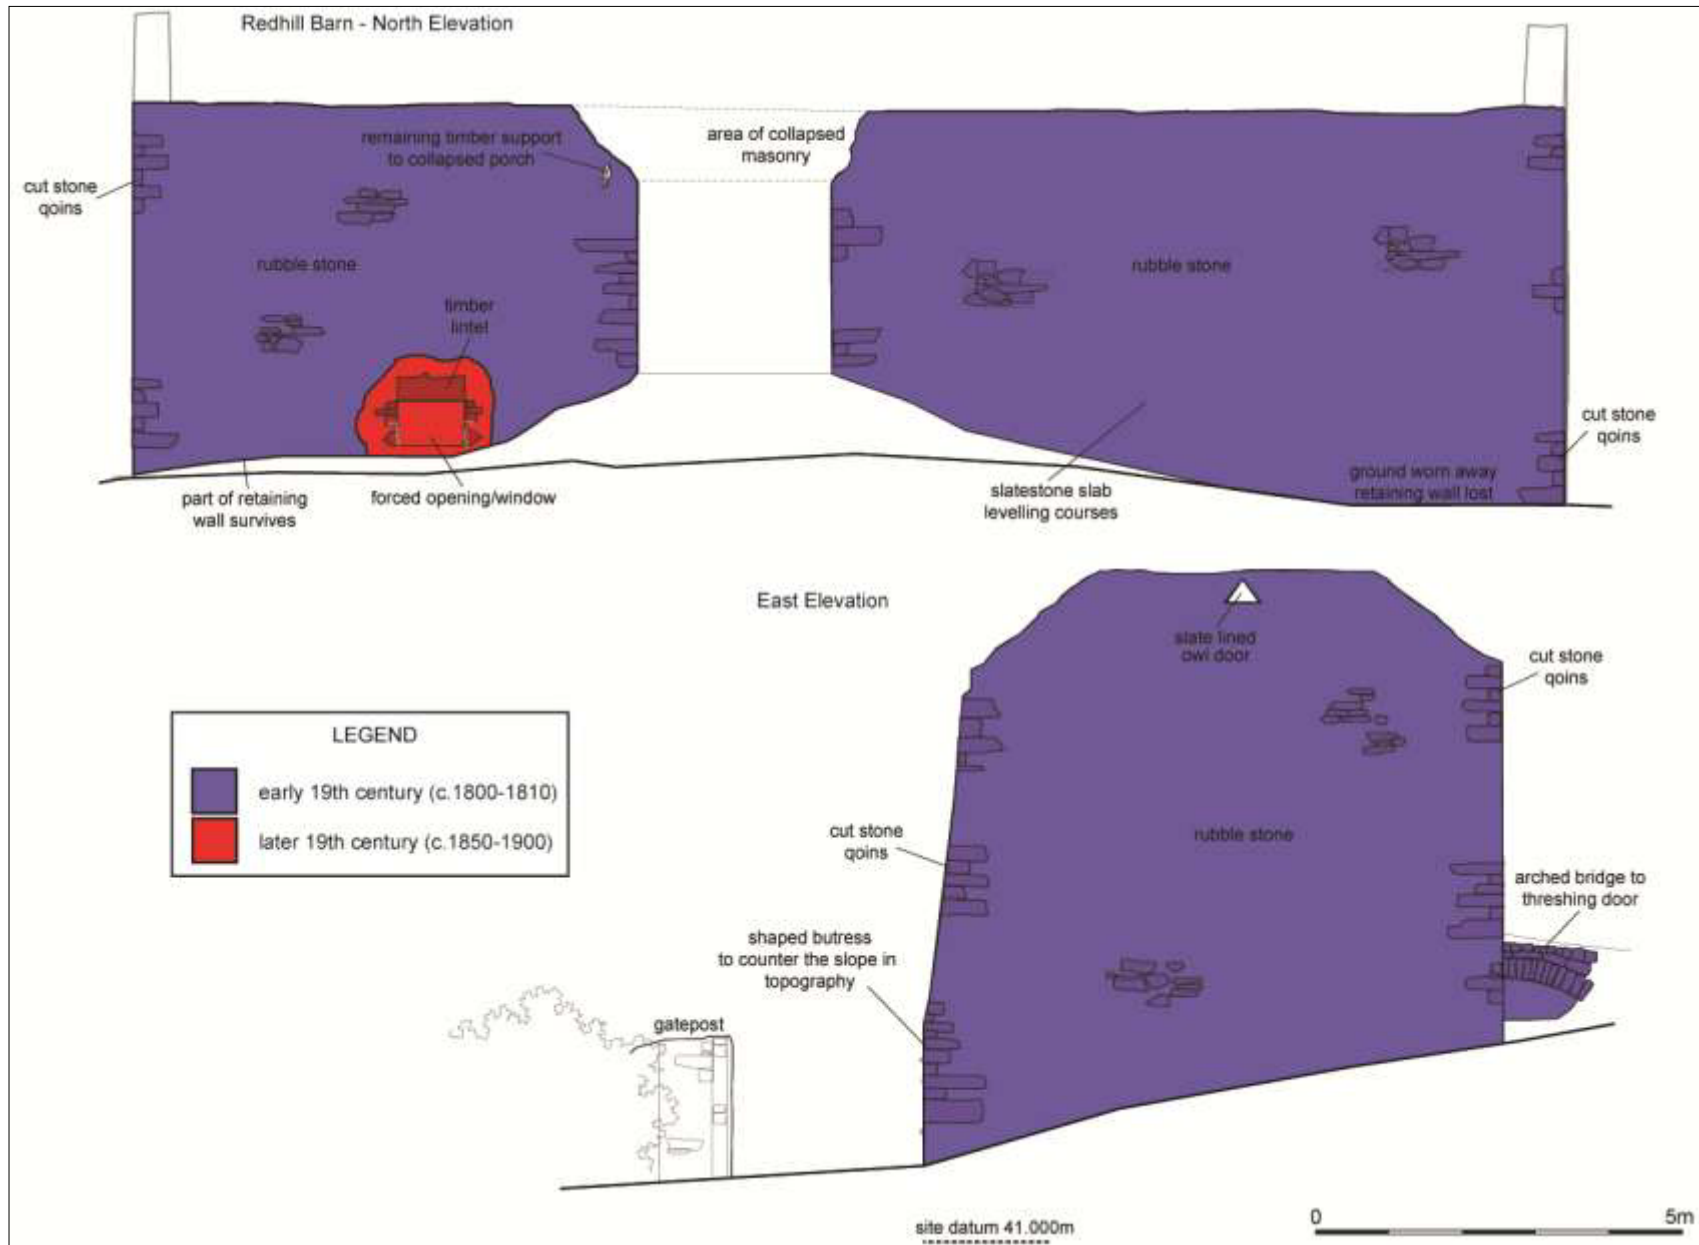 Redhill Barn - North Elevation
remaining timber support
to collapsed porch
area of collapsed
masonry
cut stone
qoins
rubble stone
rubble stone
timber
lintel
cut stone
qoins
part of retaining
wall survives
forced opening/window
slatestone slab
levelling courses
ground worn away
retaining wall lost
East Elevation
slate lined
owl door
cut stone
qoins
LEGEND
early 19th century (c.1800-1810)
later 19th century (c.1850-1900)
cut stone
qoins
rubble stone
arched bridge to
threshing door
shaped butress
to counter the slope in
topography
gatepost
site datum 41.000m
0 5m